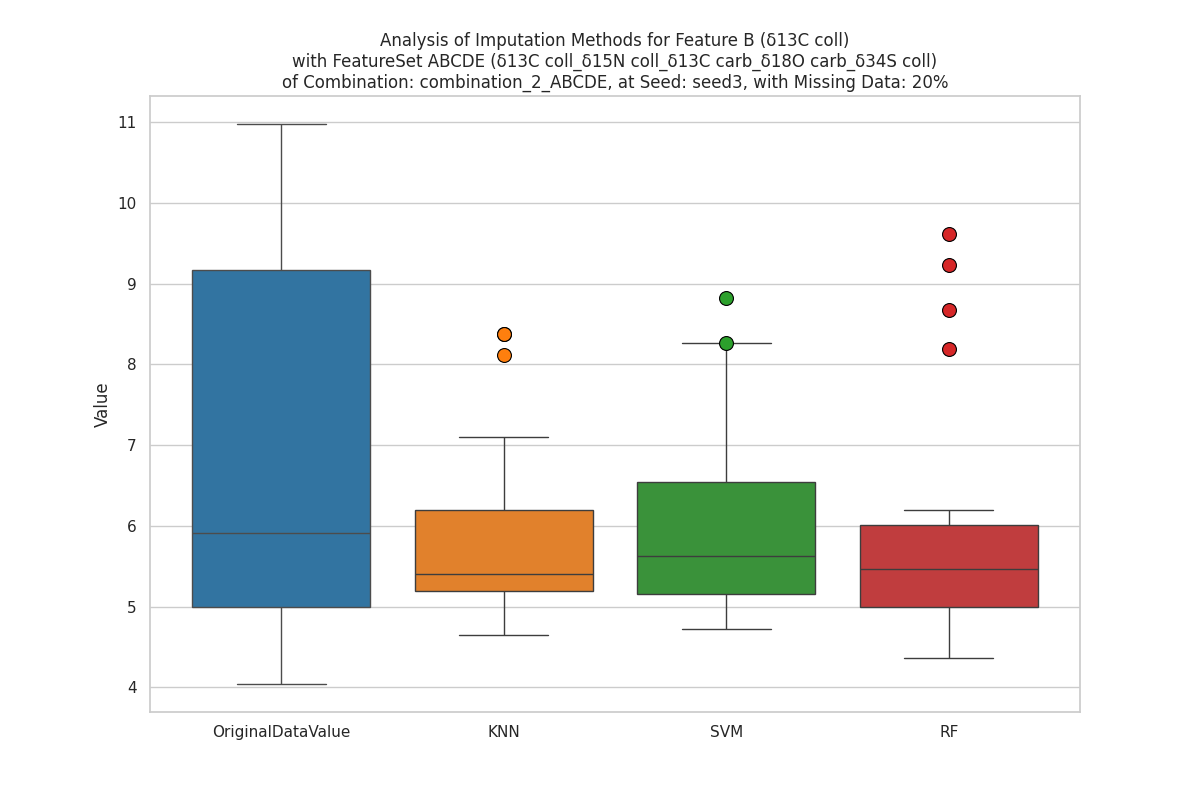 Analysis of Imputation Methods for Feature B (δ13C coll)
with FeatureSet ABCDE (δ13C coll_δ15N coll_δ13C carb_δ18O carb_δ34S coll)
of Combination: combination_2_ABCDE, at Seed: seed3, with Missing Data: 20%
11
10
9
8
7
6
5
4
Value
OriginalDataValue
KNN
SVM
RF